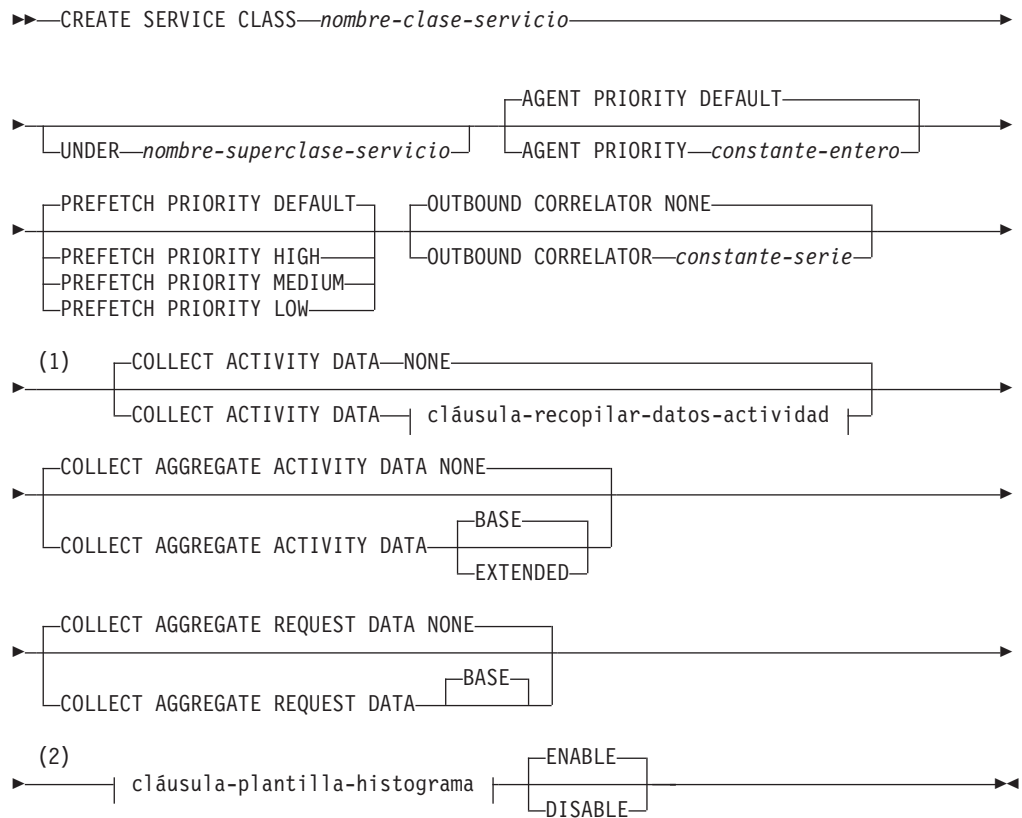 CREATE SERVICE CLASS nombre-clase-servicio
AGENT PRIORITY DEFAULT
UNDER nombre-superclase-servicio AGENT PRIORITY constante-entero
PREFETCH PRIORITY DEFAULT OUTBOUND CORRELATOR NONE
PREFETCH PRIORITY HIGH OUTBOUND CORRELATOR constante-serie
PREFETCH PRIORITY MEDIUM
PREFETCH PRIORITY LOW
(1) COLLECT ACTIVITY DATA NONE
COLLECT ACTIVITY DATA cláusula-recopilar-datos-actividad
COLLECT AGGREGATE ACTIVITY DATA NONE
BASE
COLLECT AGGREGATE ACTIVITY DATA
EXTENDED
COLLECT AGGREGATE REQUEST DATA NONE
BASE
COLLECT AGGREGATE REQUEST DATA
(2) ENABLE
cláusula-plantilla-histograma
DISABLE